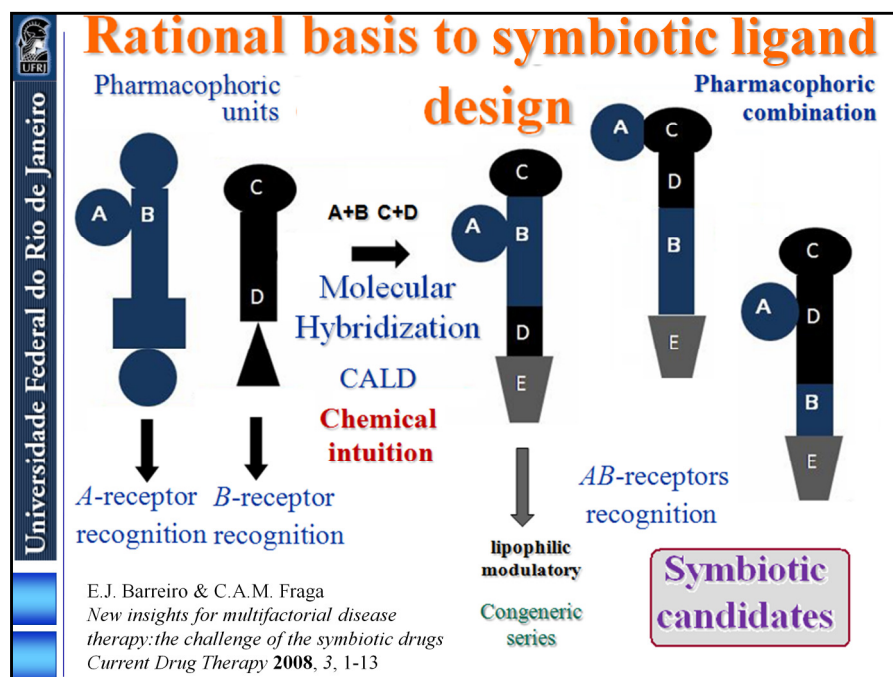 Rational basis to symbiotic ligand
design
UFRJ
Universidade Federal do Rio de Janeiro
Pharmacophoric
units
Pharmacophoric
combination
A
B
C
D
A+B C+D
Molecular
Hybridization
CALD
Chemical
intuition
C
A
B
D
E
A
C
D
B
E
C
A
D
B
E
A-receptor
recognition
B-receptor
recognition
AB-receptors
recognition
lipophilic
modulatory
Congeneric
series
Symbiotic
candidates
E.J. Barreiro & C.A.M. Fraga
New insights for multifactorial disease
therapy:the challenge of the symbiotic drugs
Current Drug Therapy 2008, 3, 1-13